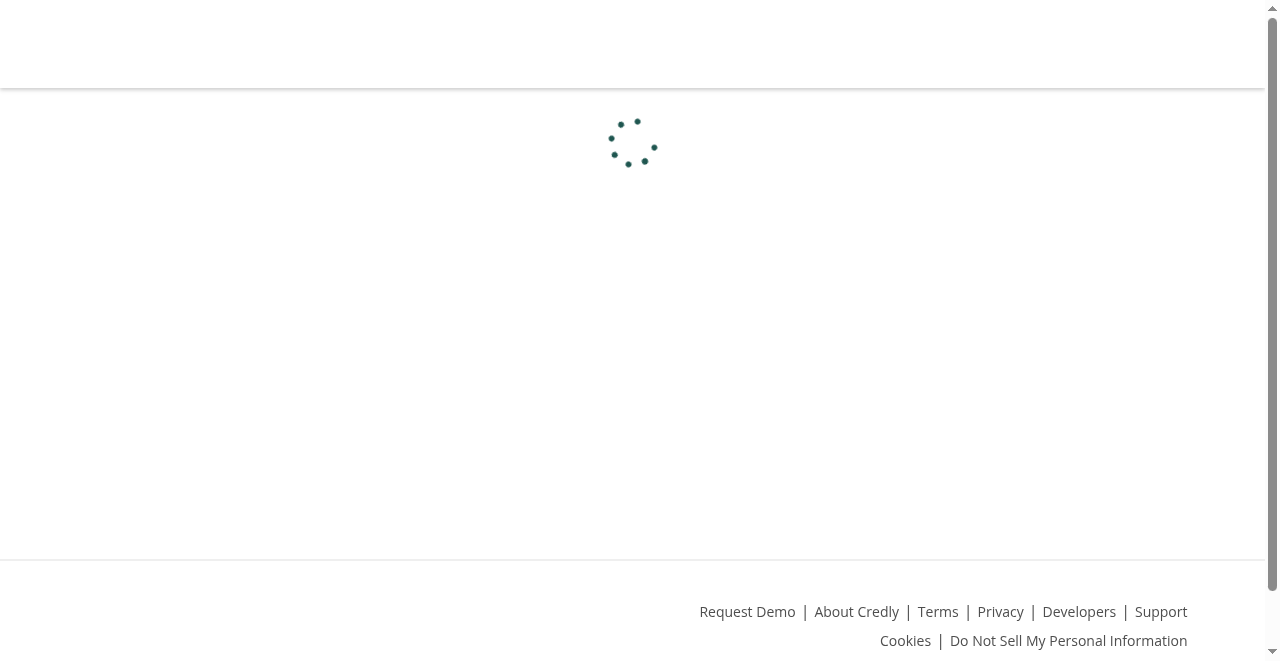 Request Demo | About Credly | Terms | Privacy | Developers | Support
Cookies | Do Not Sell My Personal Information